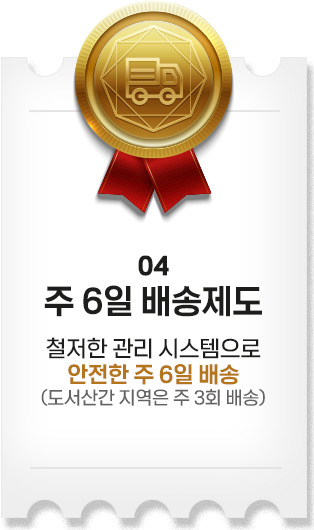 04
주 6일 배송제도
철저한 관리 시스템으로
안전한 주 6일 배송
(도서산간 지역은 주 3회 배송)